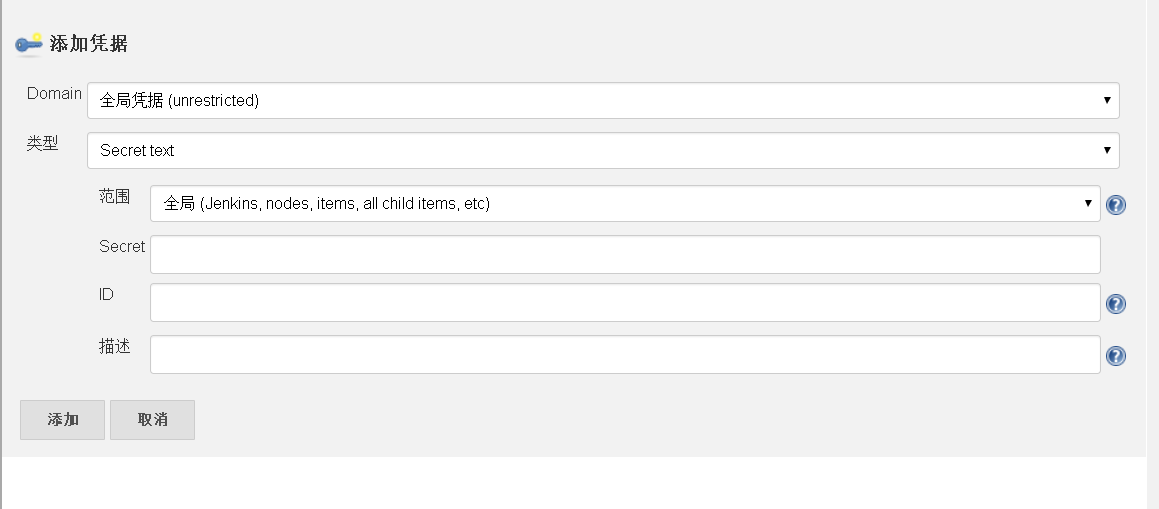 添加凭据
Domain 全局凭据 (unrestricted)
类型 Secret text
范围 全局 (Jenkins, nodes, items, all child items, etc)
Secret
ID
描述
添加 取消